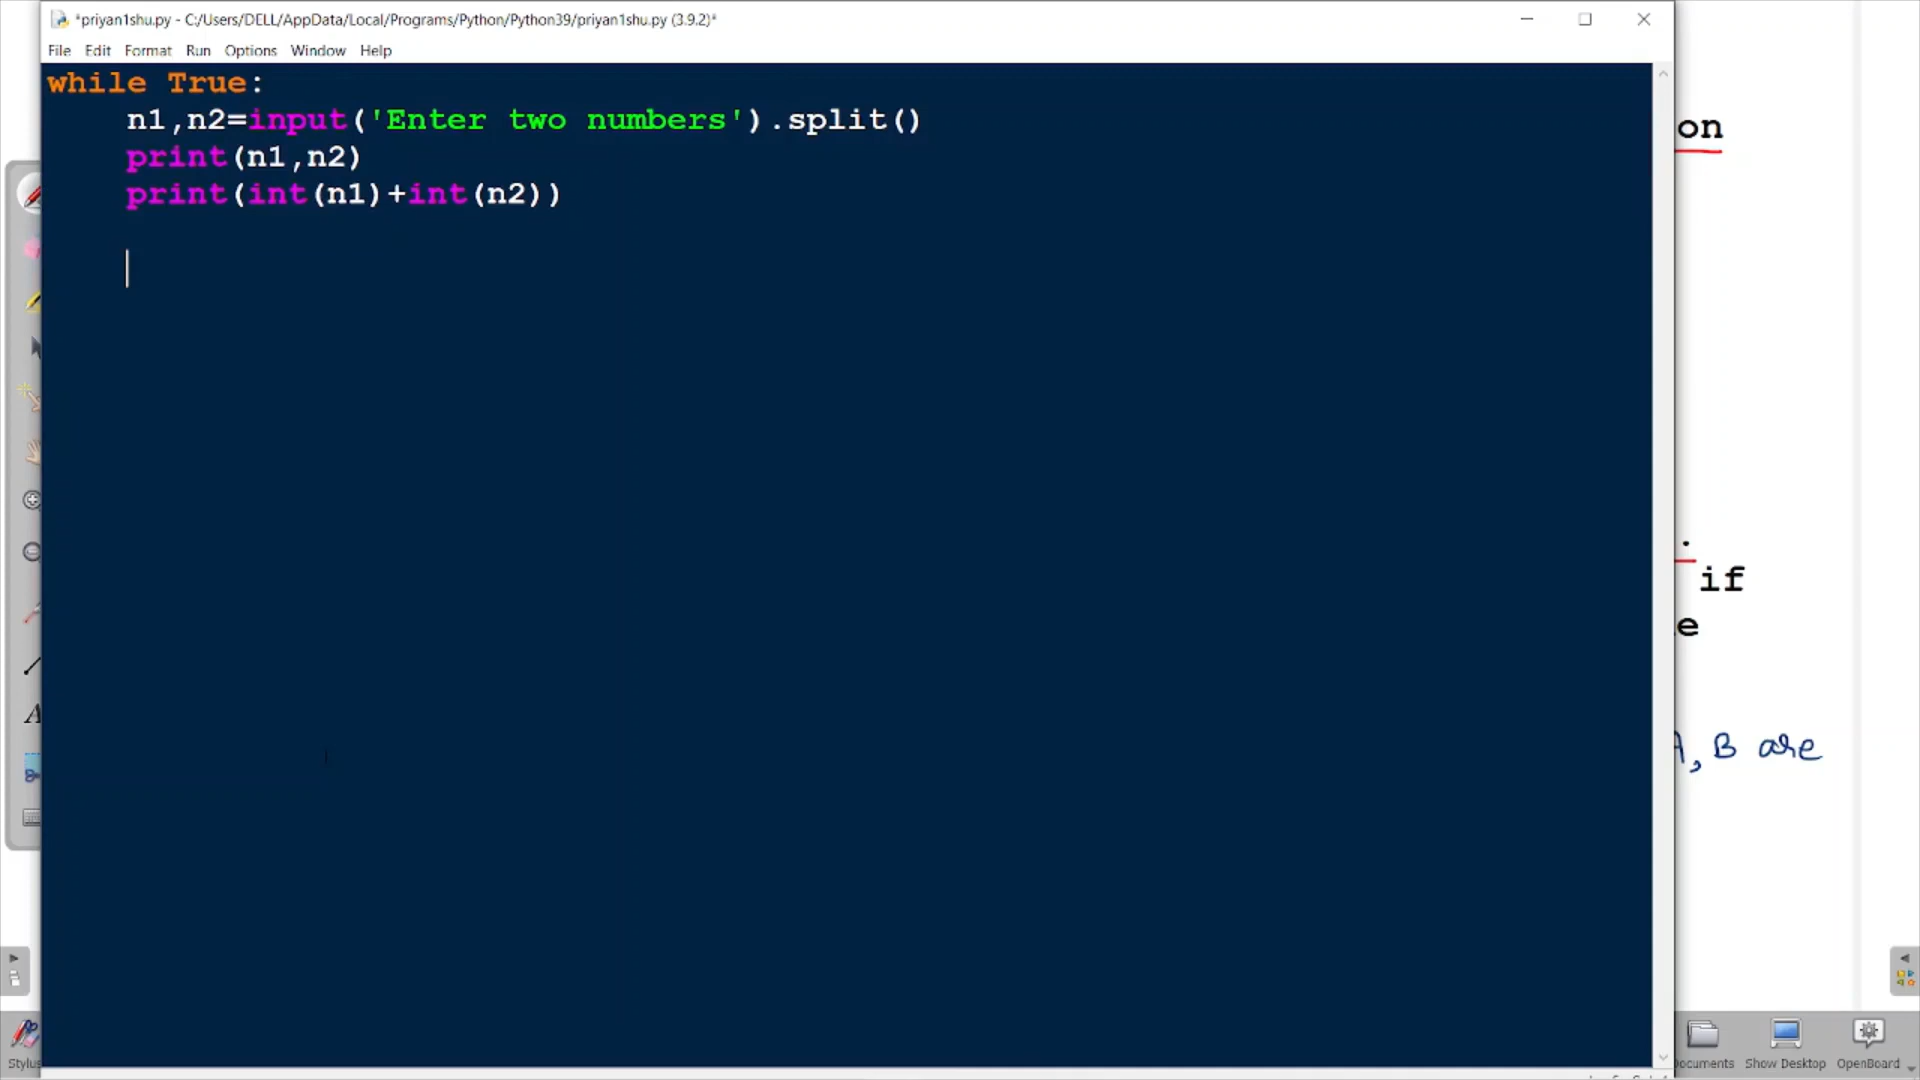 *priyan1shu.py - C:/Users/DELL/AppData/Local/Programs/Python/Python39/priyan1shu.py (3.9.2)*
File Edit Format Run Options Window Help
while True:
    n1,n2=input('Enter two numbers').split()
    print(n1,n2)
    print(int(n1)+int(n2))
on
.
if
e
A, B are
Stylus
ocuments Show Desktop OpenBoard